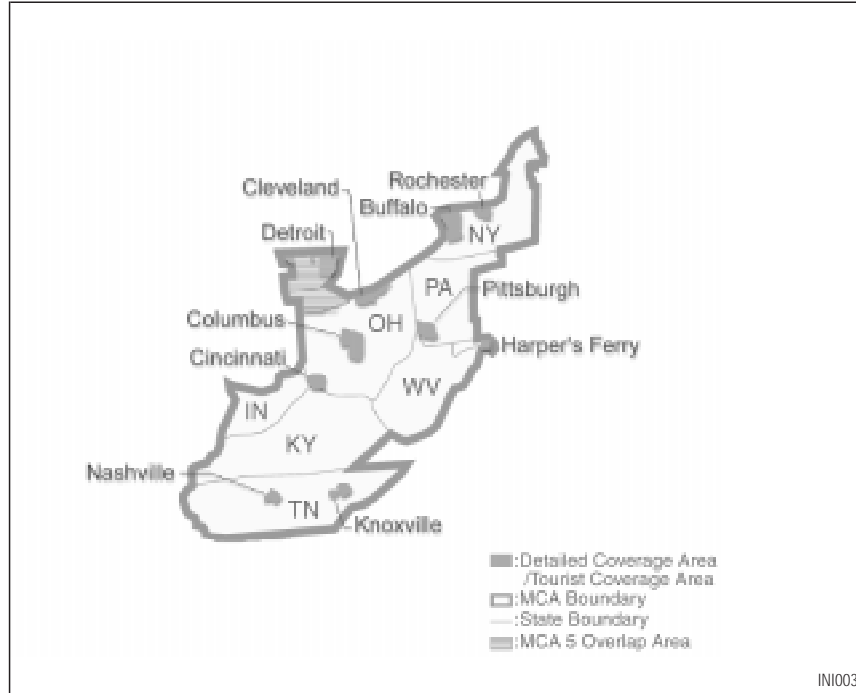 Rochester
Cleveland
Buffalo
NY
Detroit
PA
Pittsburgh
Columbus
OH
Harper's Ferry
Cincinnati
WV
IN
KY
Nashville
TN
Knoxville
:Detailed Coverage Area
/Tourist Coverage Area
:MCA Boundary
:State Boundary
:MCA 5 Overlap Area
INI003